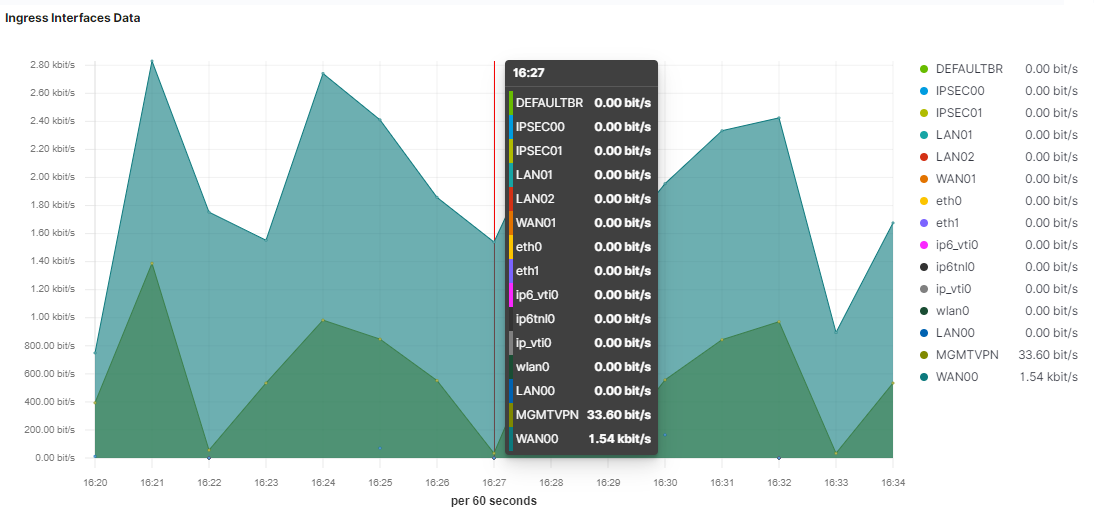 Ingress Interfaces Data
2.80 kbit/s
2.60 kbit/s
2.40 kbit/s
2.20 kbit/s
2.00 kbit/s
1.80 kbit/s
1.60 kbit/s
1.40 kbit/s
1.20 kbit/s
1.00 kbit/s
800.00 bit/s
600.00 bit/s
400.00 bit/s
200.00 bit/s
0.00 bit/s
16:20 16:21 16:22 16:23 16:24 16:25 16:26 16:27 16:28 16:29 16:30 16:31 16:32 16:33 16:34
per 60 seconds
16:27
DEFAULTBR 0.00 bit/s
IPSEC00 0.00 bit/s
IPSEC01 0.00 bit/s
LAN01 0.00 bit/s
LAN02 0.00 bit/s
WAN01 0.00 bit/s
eth0 0.00 bit/s
eth1 0.00 bit/s
ip6_vti0 0.00 bit/s
ip6tnl0 0.00 bit/s
ip_vti0 0.00 bit/s
wlan0 0.00 bit/s
LAN00 0.00 bit/s
MGMTVPN 33.60 bit/s
WAN00 1.54 kbit/s
DEFAULTBR 0.00 bit/s
IPSEC00 0.00 bit/s
IPSEC01 0.00 bit/s
LAN01 0.00 bit/s
LAN02 0.00 bit/s
WAN01 0.00 bit/s
eth0 0.00 bit/s
eth1 0.00 bit/s
ip6_vti0 0.00 bit/s
ip6tnl0 0.00 bit/s
ip_vti0 0.00 bit/s
wlan0 0.00 bit/s
LAN00 0.00 bit/s
MGMTVPN 33.60 bit/s
WAN00 1.54 kbit/s